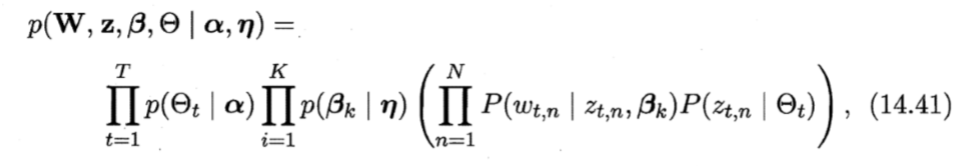 p(W, z, β, Θ | α, η) =
∏_{t=1}^{T} p(Θ_t | α) ∏_{i=1}^{K} p(β_k | η) ( ∏_{n=1}^{N} P(w_{t,n} | z_{t,n}, β_k)P(z_{t,n} | Θ_t) ) , (14.41)